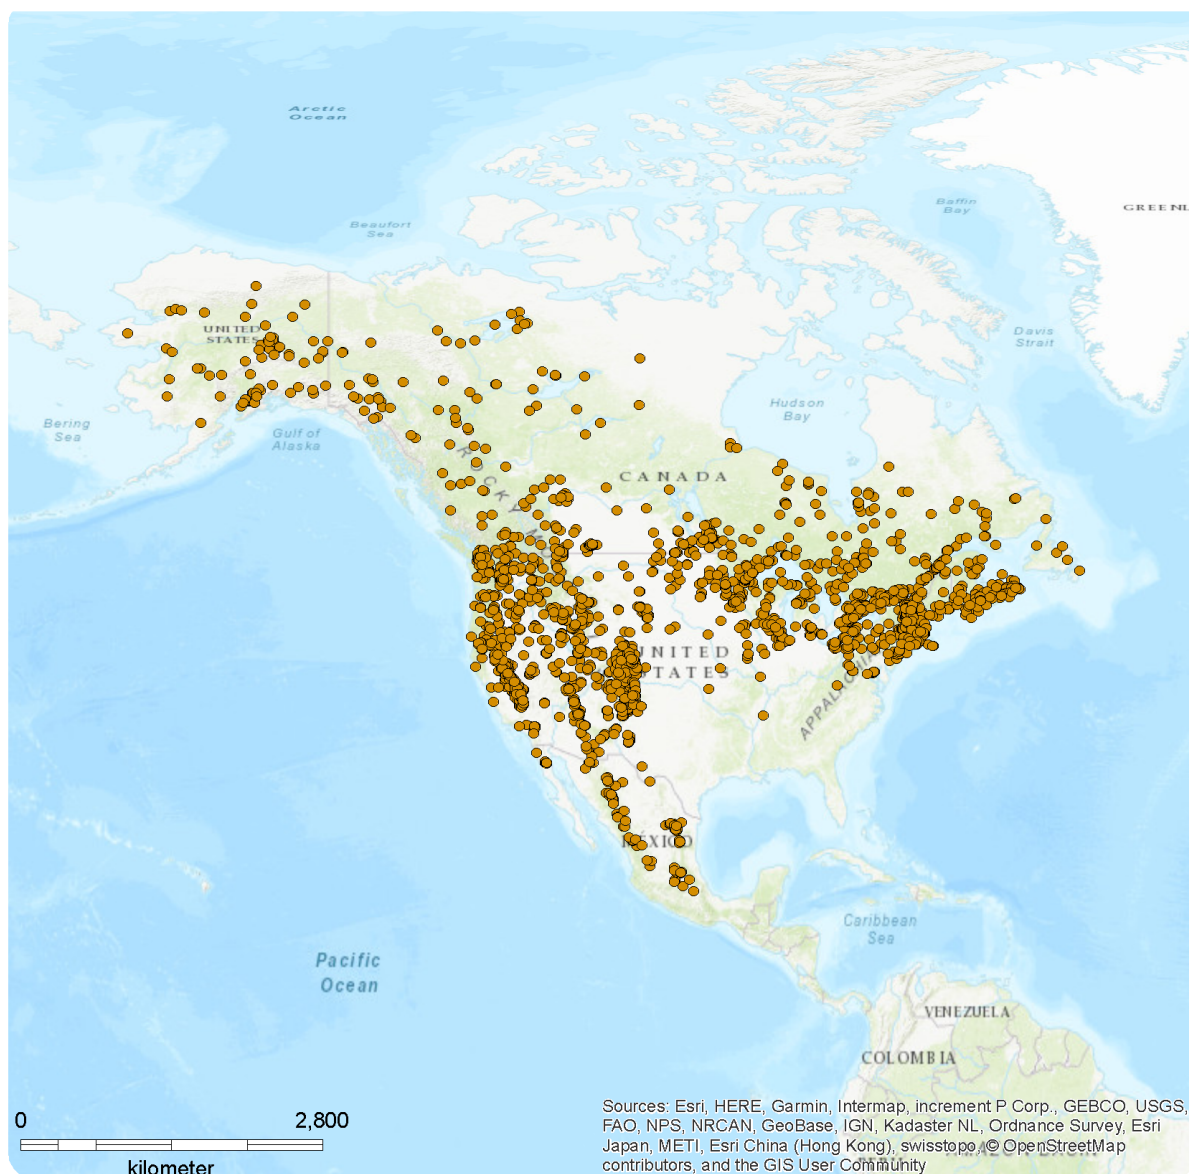 Arctic
Ocean
Beaufort
Sea
Baffin
Bay
GREENL
UNITED
STATES
Davis
Strait
Hudson
Bay
Bering
Sea
Gulf of
Alaska
CANADA
ROCKY M
UNITED
STATES
APPALACHIA
MÉXICO
Caribbean
Sea
Pacific
Ocean
VENEZUELA
COLOMBIA
0 2,800
kilometer
Sources: Esri, HERE, Garmin, Intermap, increment P Corp., GEBCO, USGS,
FAO, NPS, NRCAN, GeoBase, IGN, Kadaster NL, Ordnance Survey, Esri
Japan, METI, Esri China (Hong Kong), swisstopo, © OpenStreetMap
contributors, and the GIS User Community